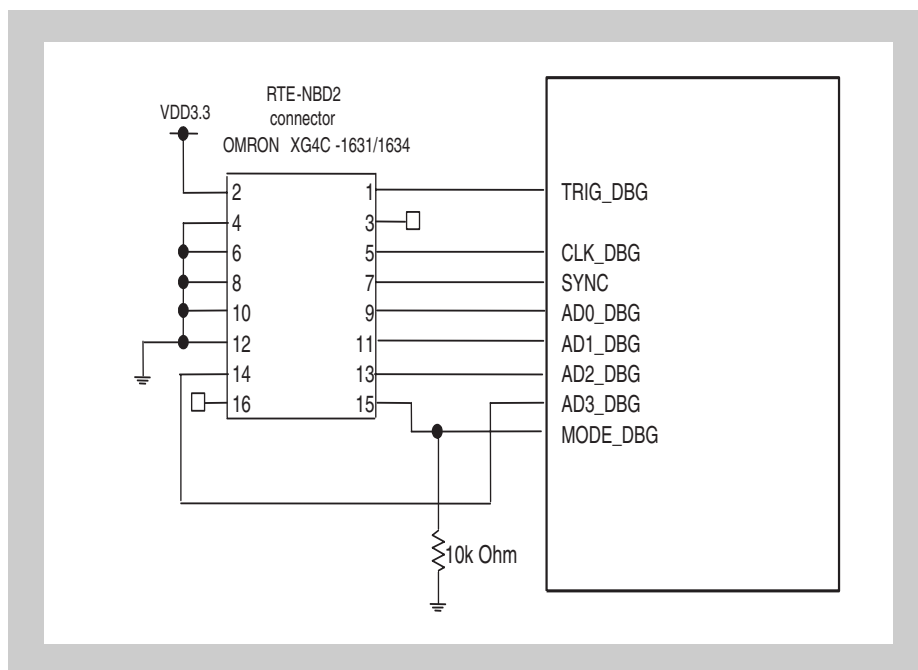 RTE-NBD2
connector
OMRON XG4C -1631/1634
VDD3.3
2 1 TRIG_DBG
4 3
6 5 CLK_DBG
8 7 SYNC
10 9 AD0_DBG
12 11 AD1_DBG
14 13 AD2_DBG
16 15 AD3_DBG
MODE_DBG
10k Ohm